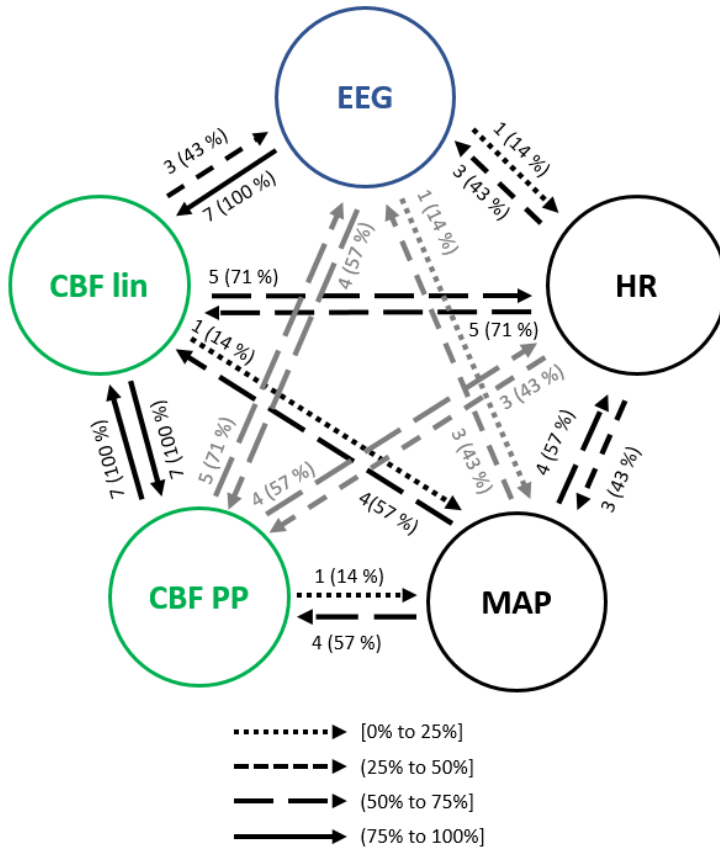 EEG
3 (43 %)
7 (100 %)
1 (14 %)
3 (43 %)
4 (57 %)
1 (14 %)
CBF lin
HR
5 (71 %)
5 (71 %)
1 (14 %)
3 (43 %)
7 (100 %)
7 (100 %)
5 (71 %)
4 (57 %)
3 (43 %)
4(57 %)
4 (57 %)
3 (43 %)
CBF PP
MAP
1 (14 %)
4 (57 %)
[0% to 25%]
(25% to 50%]
(50% to 75%]
(75% to 100%]